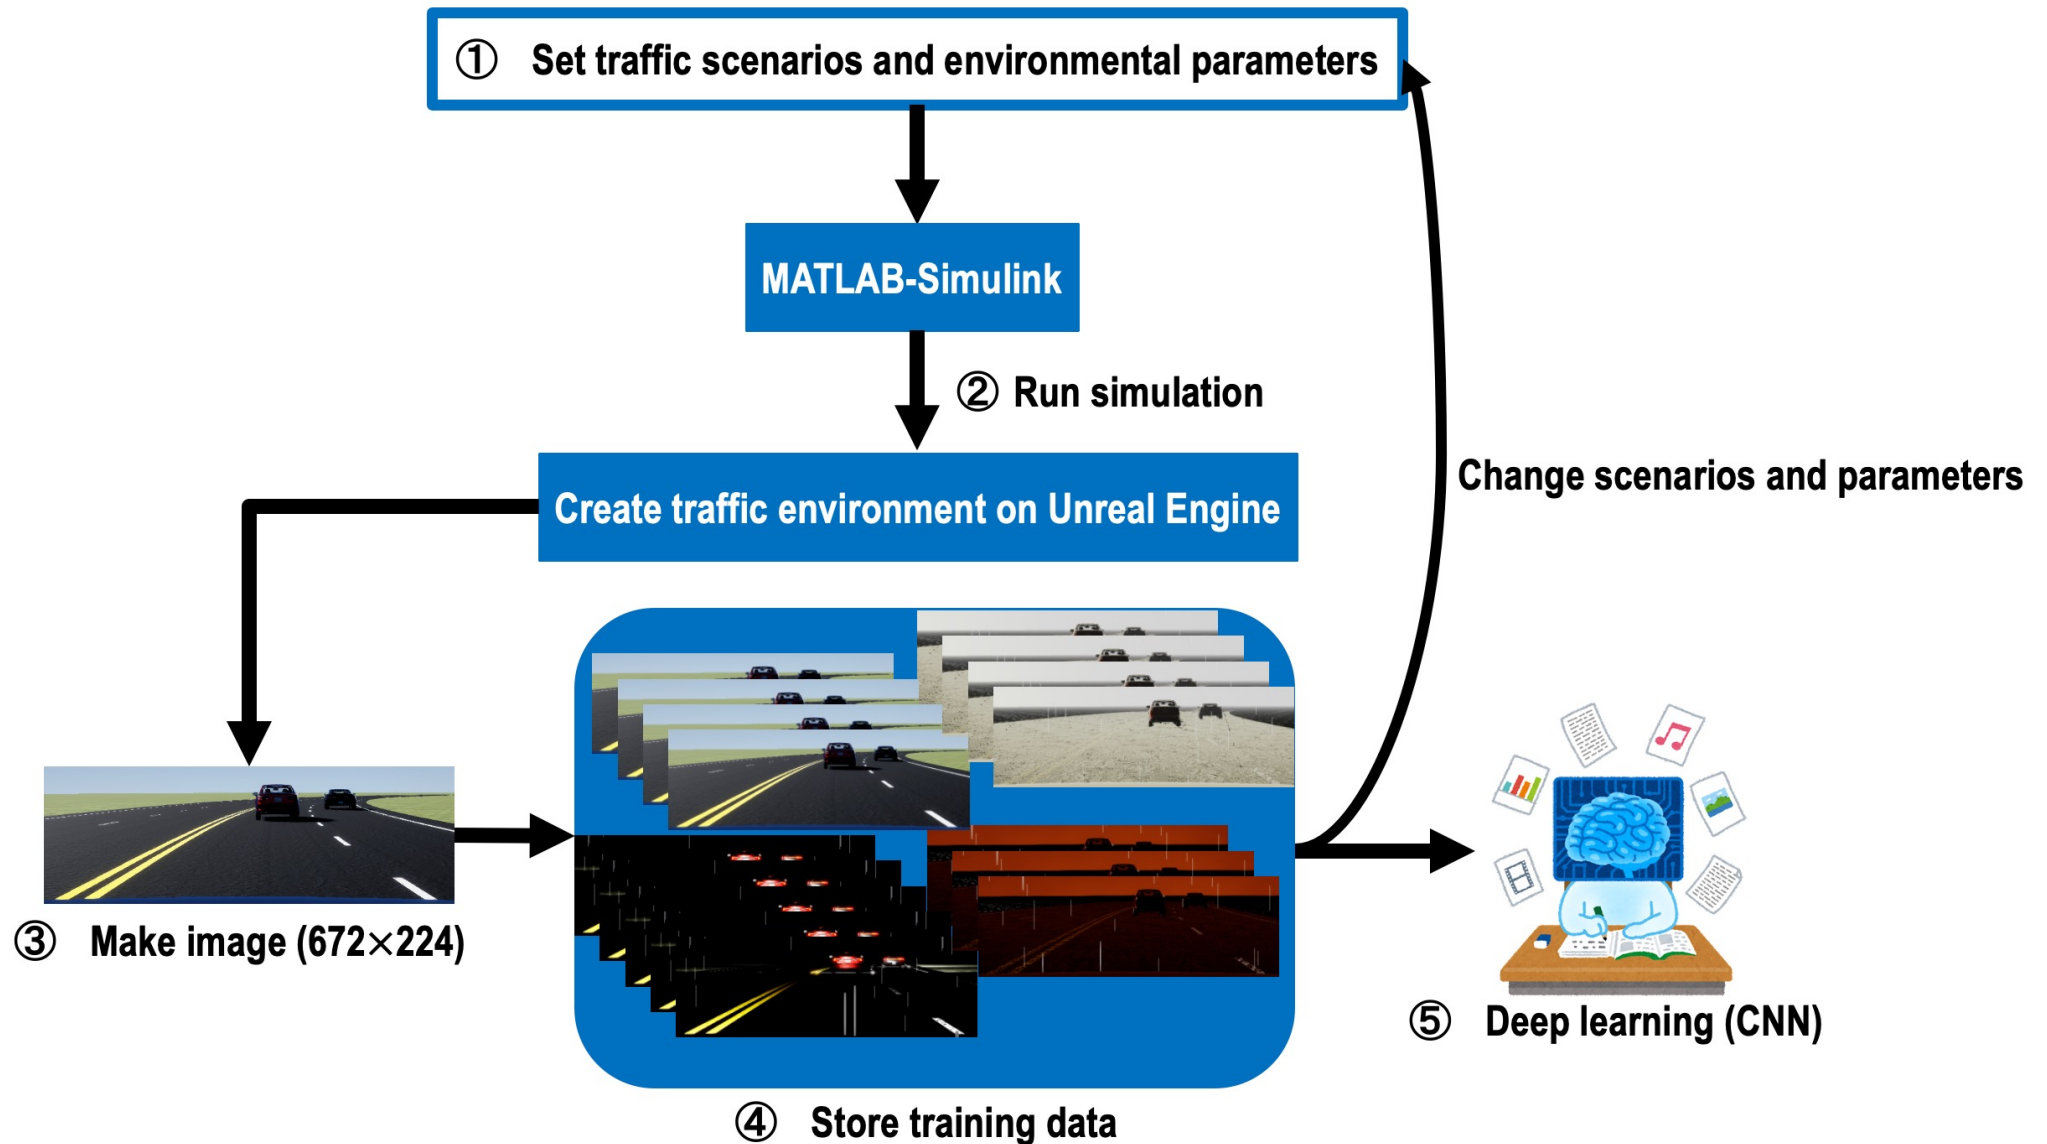 ① Set traffic scenarios and environmental parameters
MATLAB-Simulink
② Run simulation
Create traffic environment on Unreal Engine
Change scenarios and parameters
③ Make image (672×224)
④ Store training data
⑤ Deep learning (CNN)